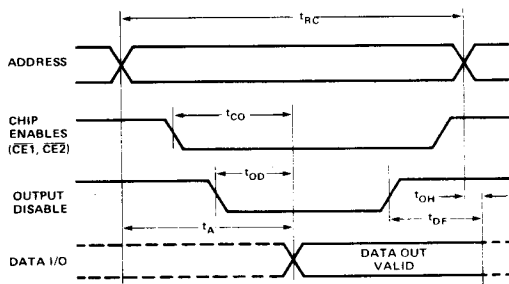 tRC
ADDRESS
CHIP
ENABLES
(CE1, CE2)
tCO
OUTPUT
DISABLE
tOD
tOH
tDF
tA
DATA I/O
DATA OUT
VALID